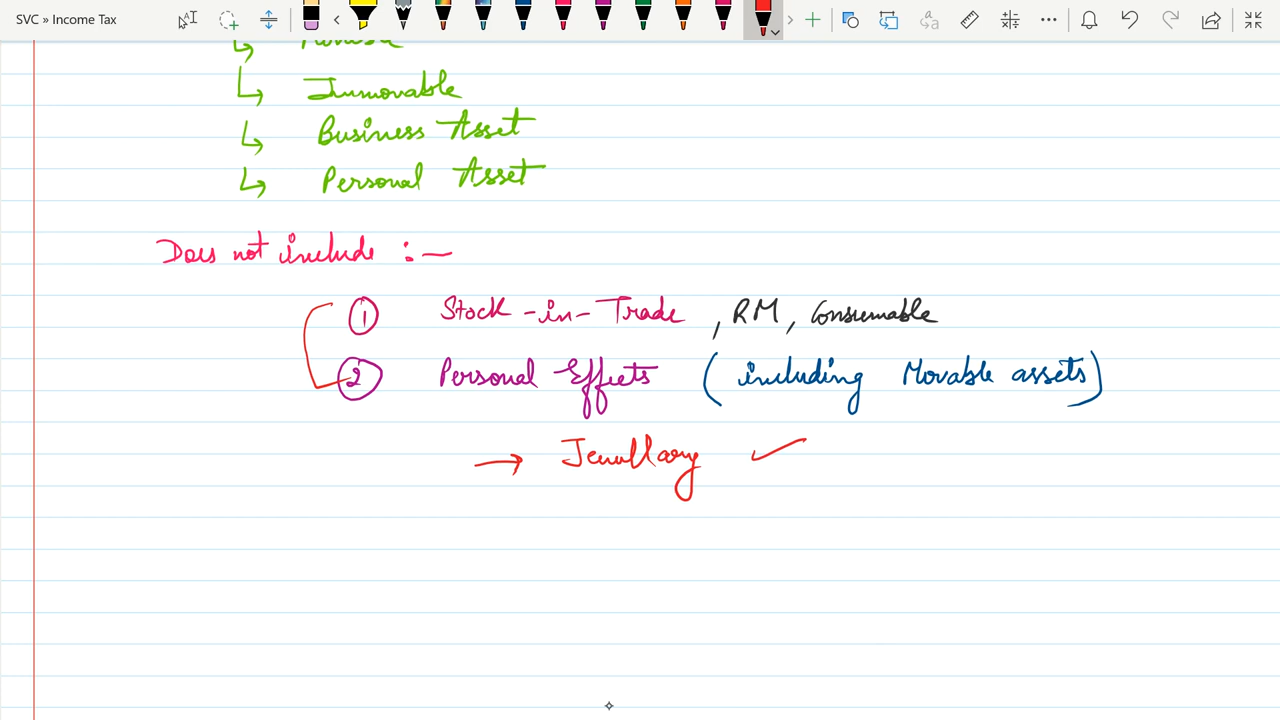 SVC » Income Tax
Immovable
Business Asset
Personal Asset
Does not include :—
① Stock-in-Trade , RM, Consumable
② Personal Effects (including Movable assets)
→ Jewellary ✓